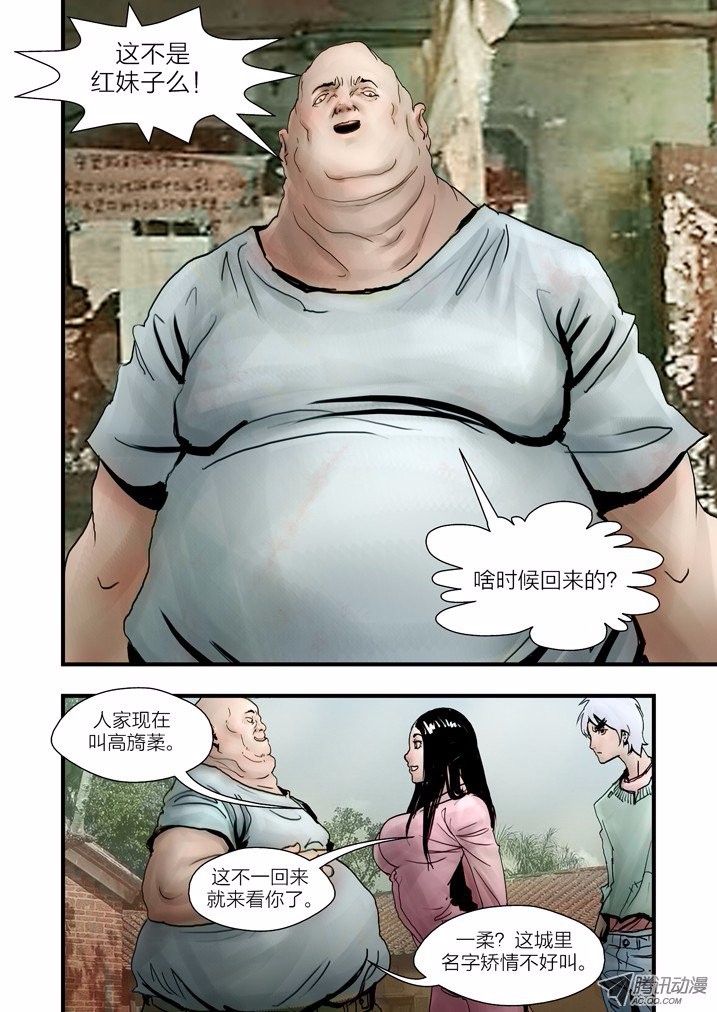 这不是
红妹子么！
啥时候回来的？
人家现在
叫高旖蕠。
这不一回来
就来看你了。
一柔？这城里
名字矫情不好叫。
腾讯动漫
AC.QQ.COM